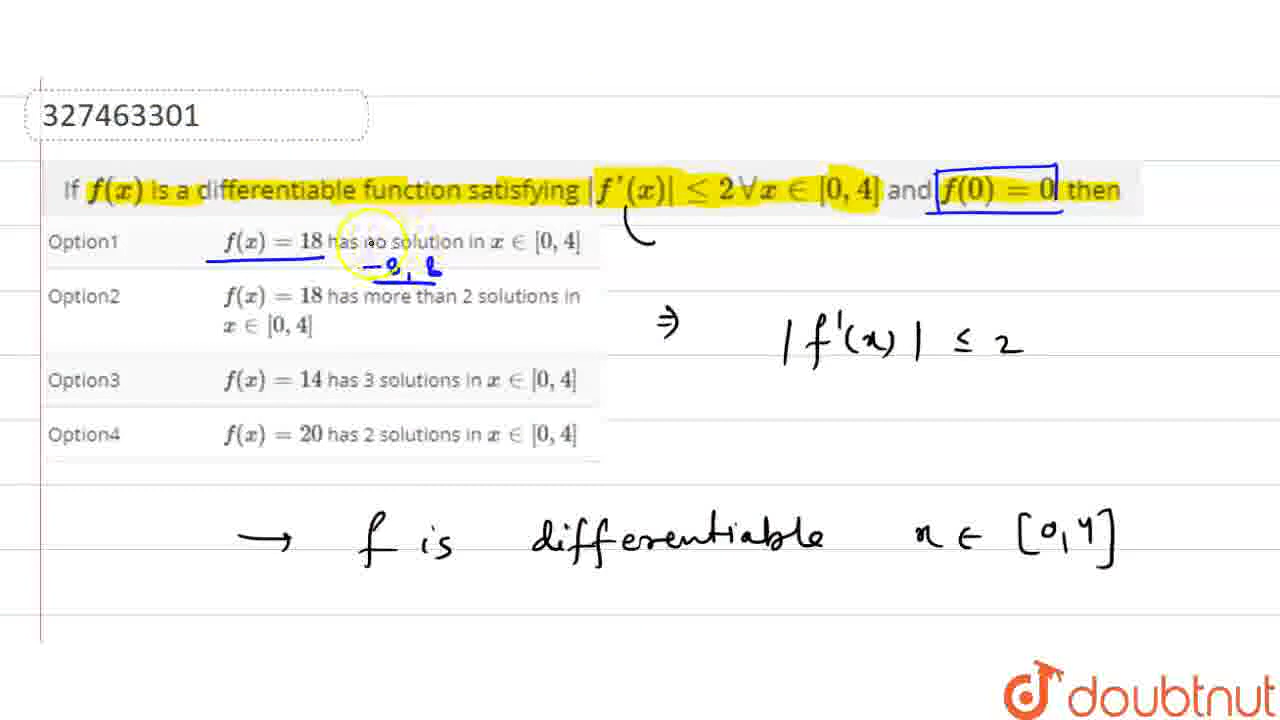 327463301
If f(x) is a differentiable function satisfying |f'(x)| ≤ 2 ∀ x ∈ [0, 4] and f(0) = 0 then
Option1 f(x) = 18 has no solution in x ∈ [0, 4]
-8, 8
Option2 f(x) = 18 has more than 2 solutions in
x ∈ [0, 4]
⇒ |f'(x)| ≤ 2
Option3 f(x) = 14 has 3 solutions in x ∈ [0, 4]
Option4 f(x) = 20 has 2 solutions in x ∈ [0, 4]
→ f is differentiable x ∈ [0,4]
doubtnut